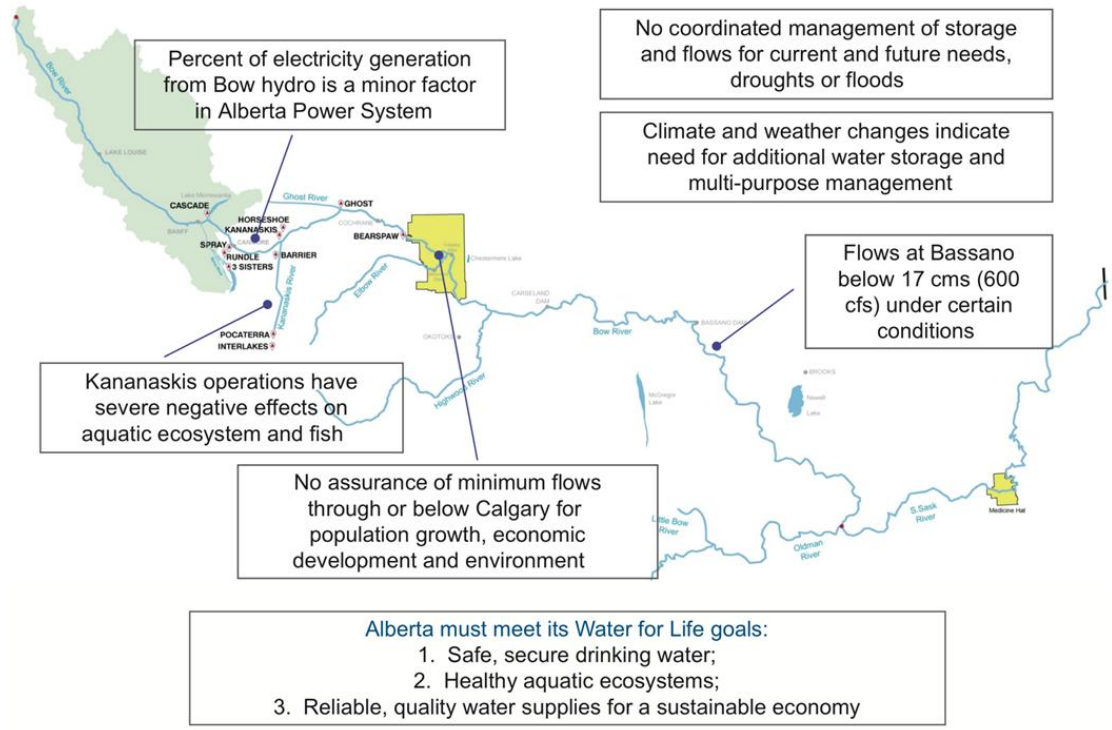 Percent of electricity generation
from Bow hydro is a minor factor
in Alberta Power System
No coordinated management of storage
and flows for current and future needs,
droughts or floods
Climate and weather changes indicate
need for additional water storage and
multi-purpose management
Flows at Bassano
below 17 cms (600
cfs) under certain
conditions
Bow River
LAKE LOUISE
Lake Minnewanka
CASCADE
BANFF
Ghost River
GHOST
COCHRANE
HORSESHOE
KANANASKIS
CANMORE
SPRAY
RUNDLE
3 SISTERS
BARRIER
BEARSPAW
Chestermere Lake
Elbow River
Kananaskis River
POCATERRA
INTERLAKES
CARSELAND
DAM
Bow River
BASSANO DAM
OKOTOKS
Highwood River
McGregor
Lake
BROOKS
Newell
Lake
Kananaskis operations have
severe negative effects on
aquatic ecosystem and fish
No assurance of minimum flows
through or below Calgary for
population growth, economic
development and environment
Little Bow
River
Oldman
River
S.Sask
River
Medicine Hat
Alberta must meet its Water for Life goals:
1. Safe, secure drinking water;
2. Healthy aquatic ecosystems;
3. Reliable, quality water supplies for a sustainable economy